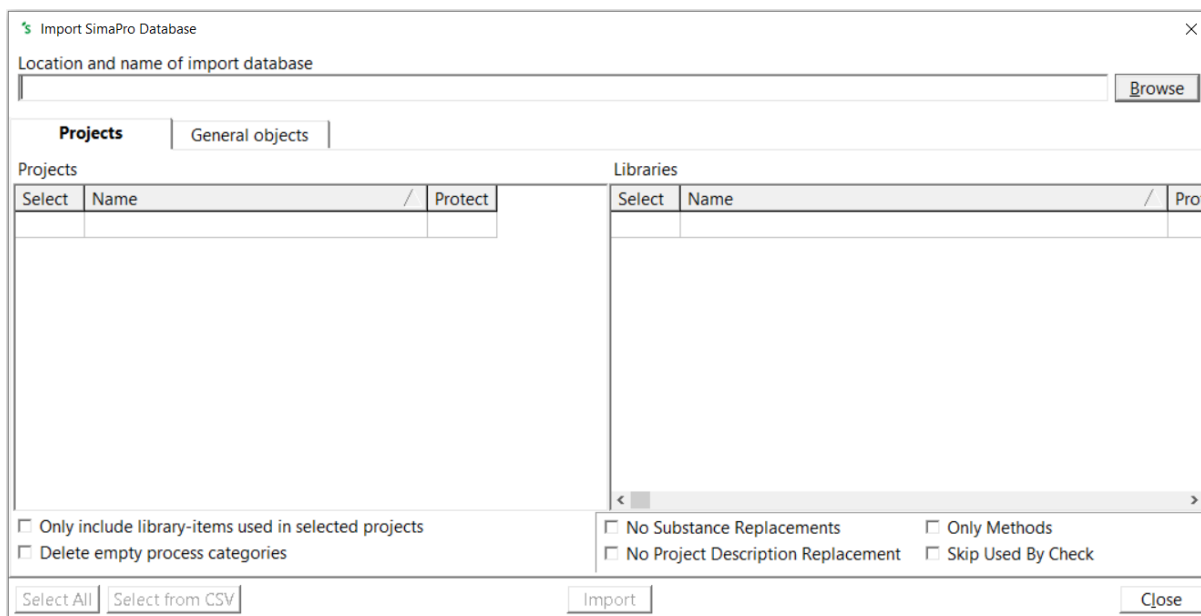 Import SimaPro Database
Location and name of import database
Browse
Projects General objects
Projects
Select Name Protect
Libraries
Select Name Pro
Only include library-items used in selected projects
Delete empty process categories
No Substance Replacements Only Methods
No Project Description Replacement Skip Used By Check
Select All Select from CSV Import Close